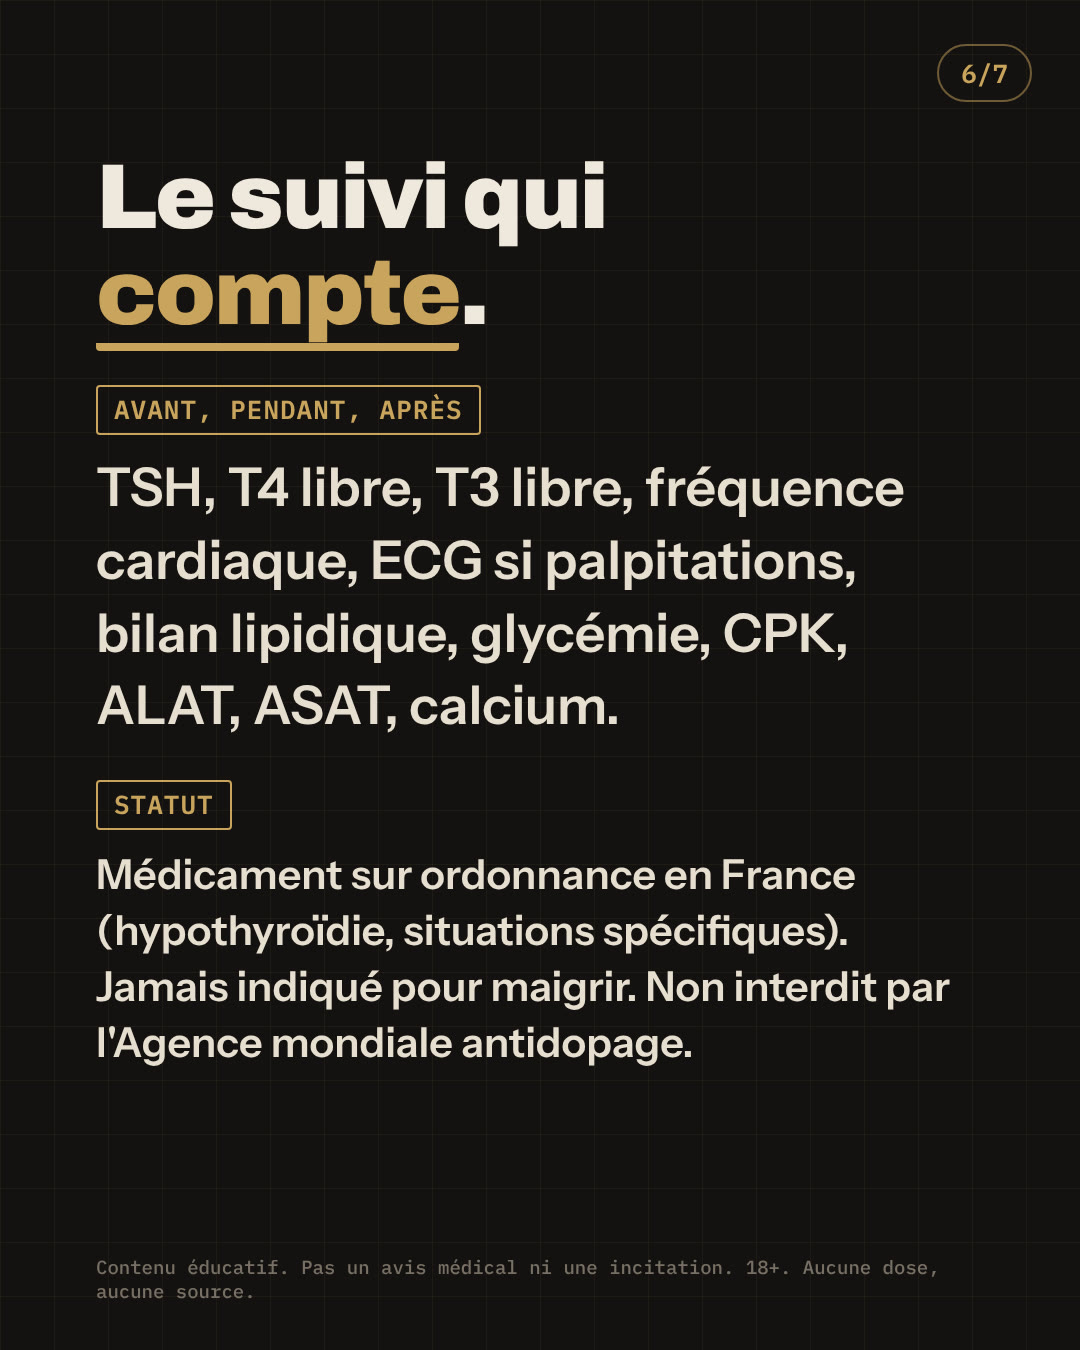 6/7
Le suivi qui
compte.
AVANT, PENDANT, APRÈS
TSH, T4 libre, T3 libre, fréquence
cardiaque, ECG si palpitations,
bilan lipidique, glycémie, CPK,
ALAT, ASAT, calcium.
STATUT
Médicament sur ordonnance en France
(hypothyroïdie, situations spécifiques).
Jamais indiqué pour maigrir. Non interdit par
l'Agence mondiale antidopage.
Contenu éducatif. Pas un avis médical ni une incitation. 18+. Aucune dose,
aucune source.